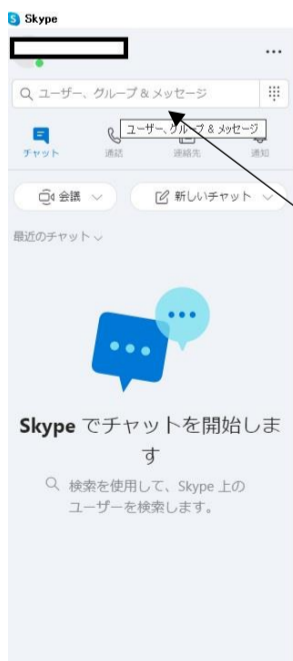 Skype
ユーザー、グループ & メッセージ
ユーザー、グループ & メッセージ
チャット
通話
連絡先
通知
会議
新しいチャット
最近のチャット
Skype でチャットを開始しま
す
検索を使用して、Skype 上の
ユーザーを検索します。